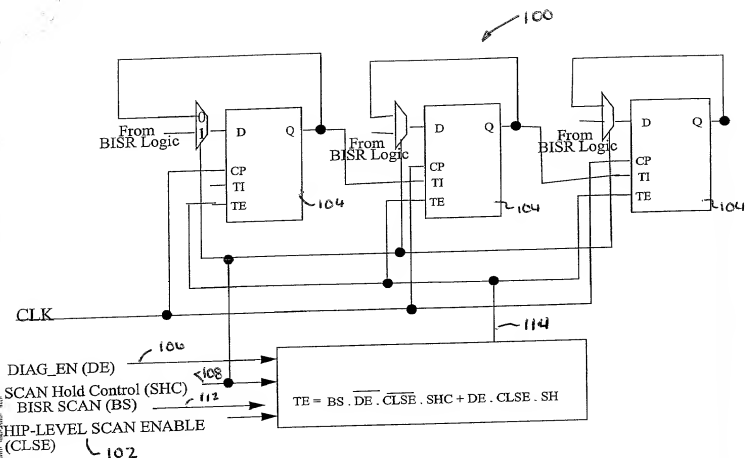 100
0
1
From
BISR Logic
D Q
CP
TI
TE
104
From
BISR Logic
D Q
CP
TI
TE
104
From
BISR Logic
D Q
CP
TI
TE
104
CLK
114
106
DIAG_EN (DE)
108
SCAN Hold Control (SHC)
BISR SCAN (BS)
112
HIP-LEVEL SCAN ENABLE
(CLSE)
102
TE = BS . \overline{DE} . \overline{CLSE} . SHC + DE . CLSE . SH